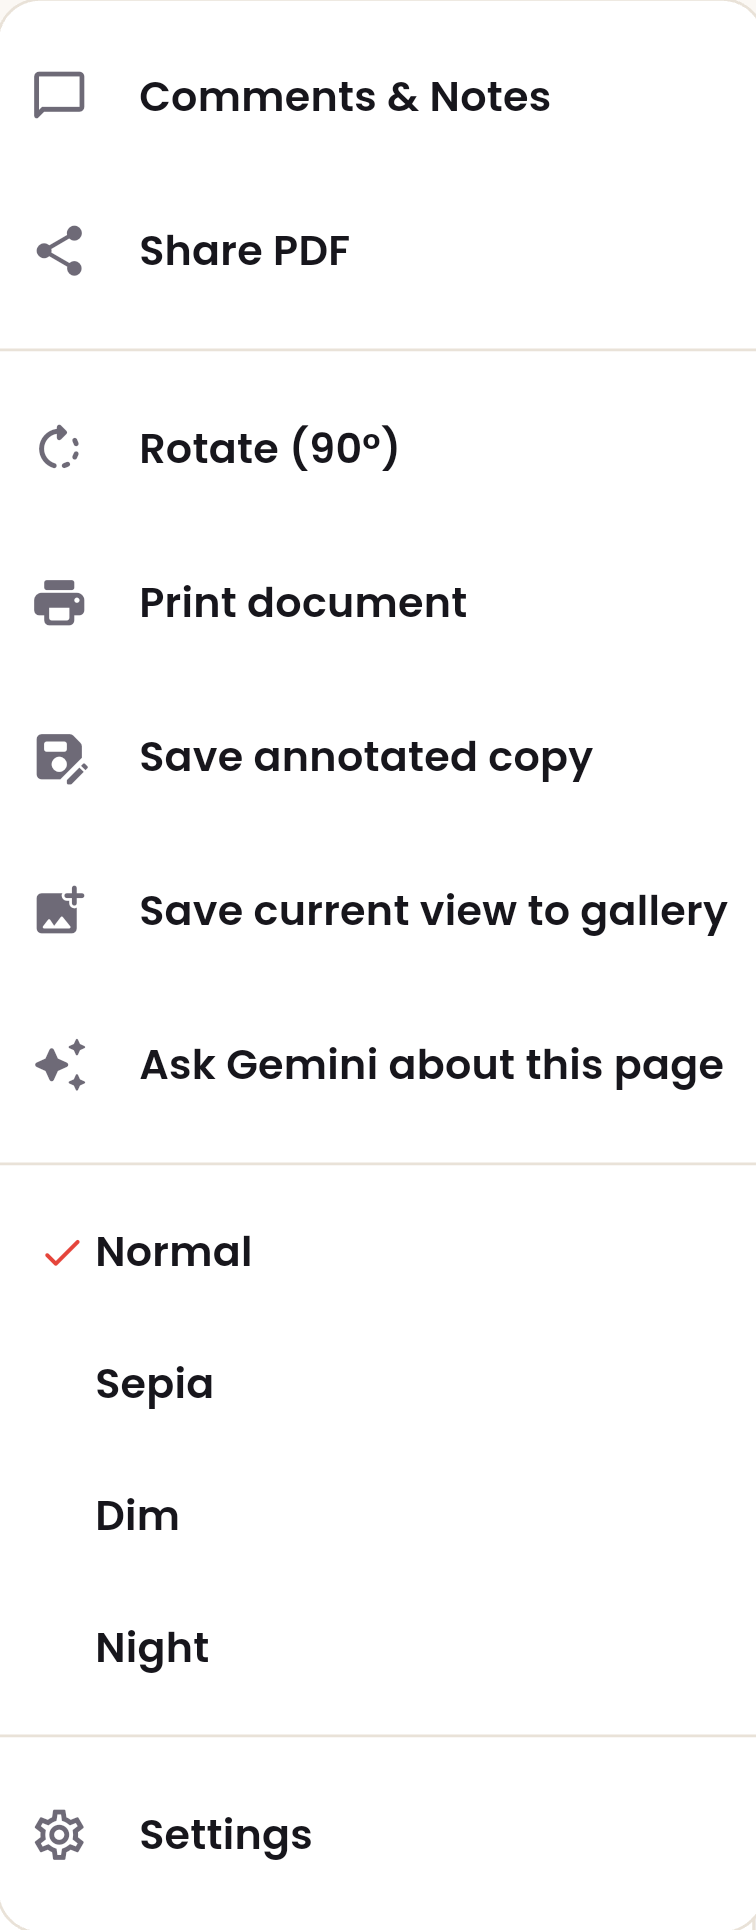 Comments & Notes
Share PDF
Rotate (90°)
Print document
Save annotated copy
Save current view to gallery
Ask Gemini about this page
Normal
Sepia
Dim
Night
Settings